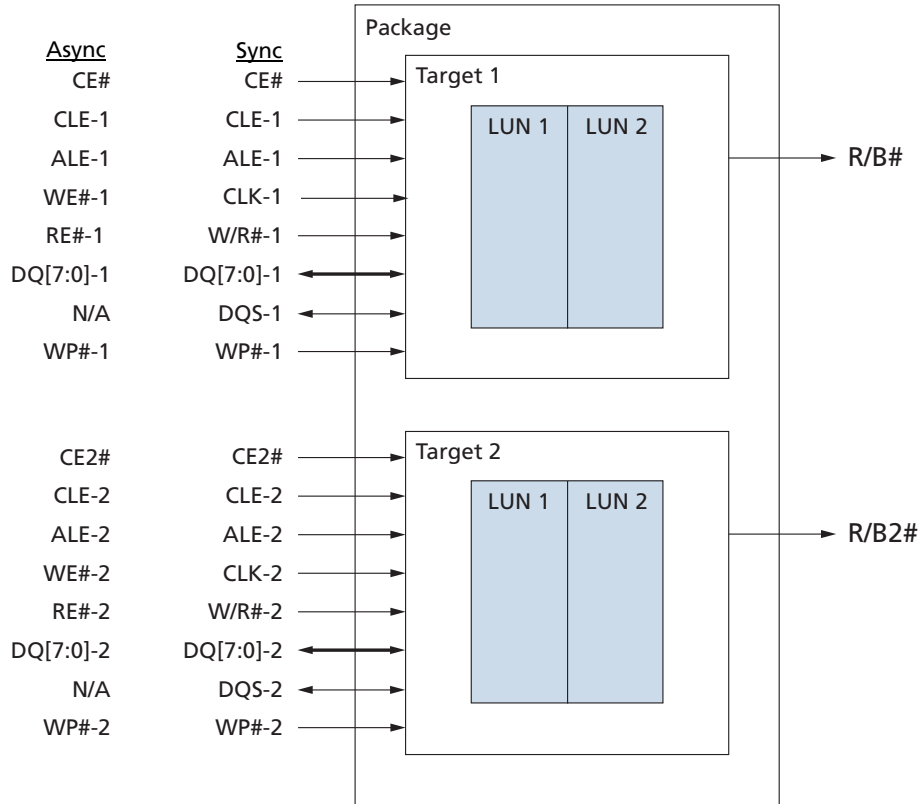 Package
Async Sync Target 1
CE# CE#
CLE-1 CLE-1 LUN 1 LUN 2
ALE-1 ALE-1 R/B#
WE#-1 CLK-1
RE#-1 W/R#-1
DQ[7:0]-1 DQ[7:0]-1
N/A DQS-1
WP#-1 WP#-1
Target 2
CE2# CE2#
CLE-2 CLE-2 LUN 1 LUN 2
ALE-2 ALE-2 R/B2#
WE#-2 CLK-2
RE#-2 W/R#-2
DQ[7:0]-2 DQ[7:0]-2
N/A DQS-2
WP#-2 WP#-2